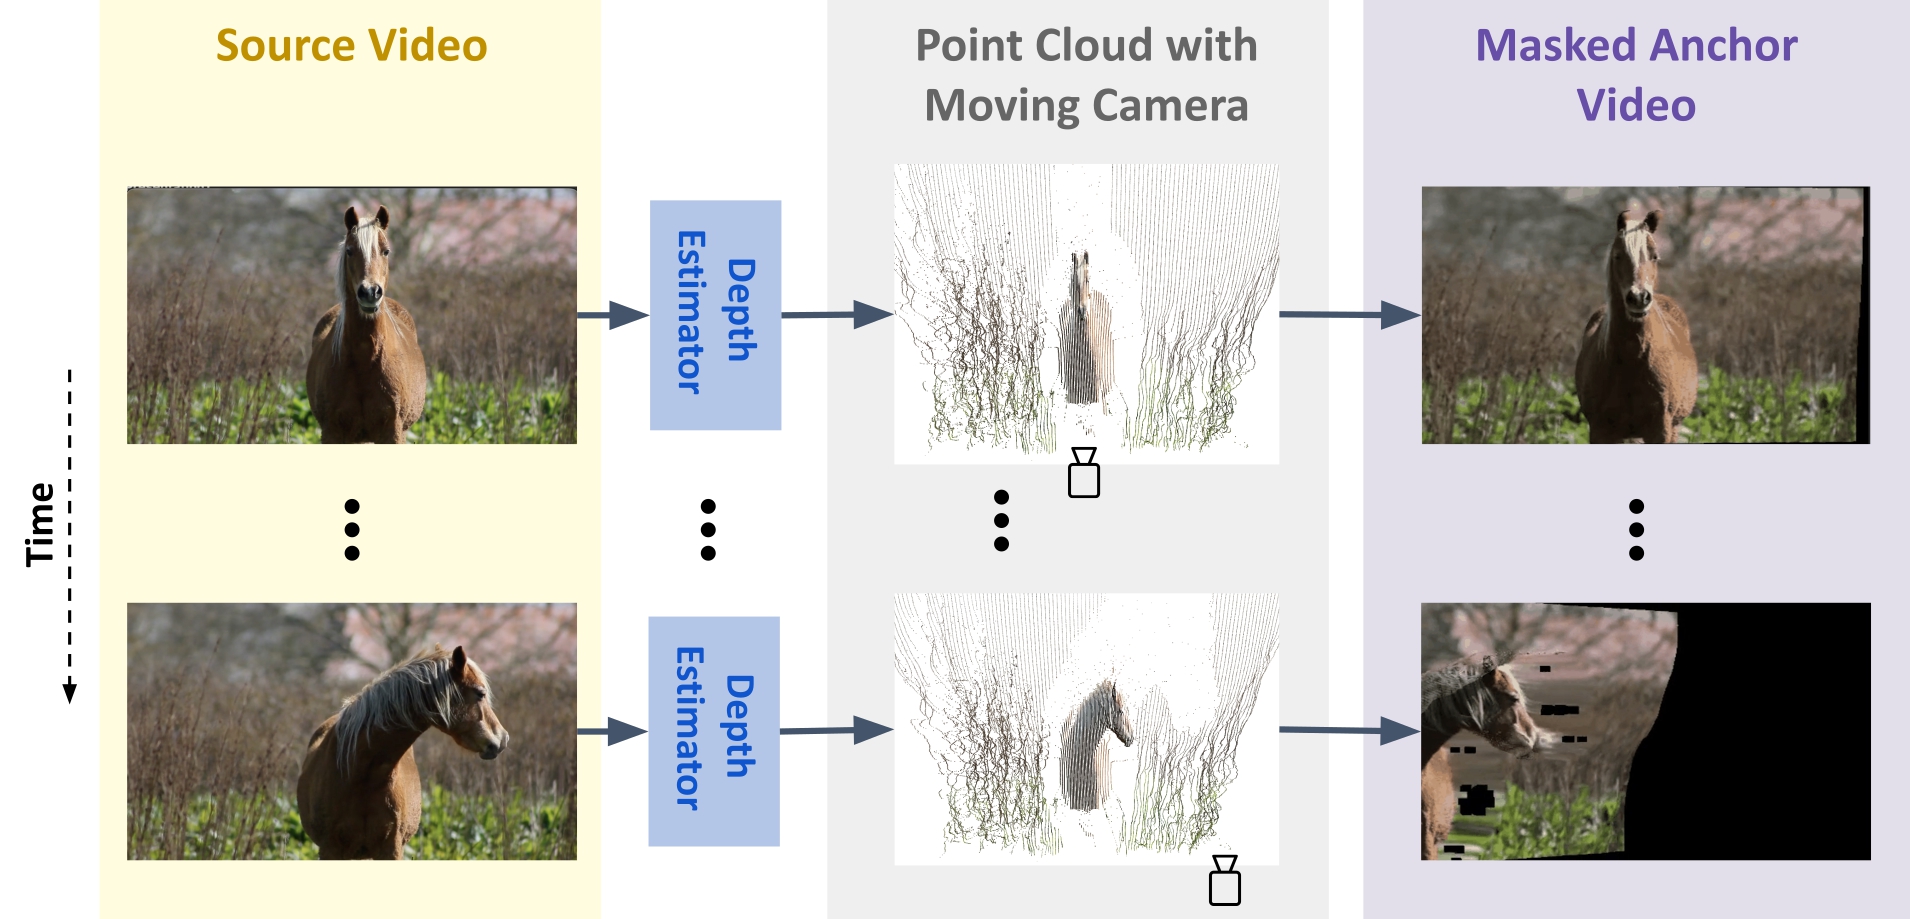 Source Video
Point Cloud with
Moving Camera
Masked Anchor
Video
Depth
Estimator
Time
Depth
Estimator